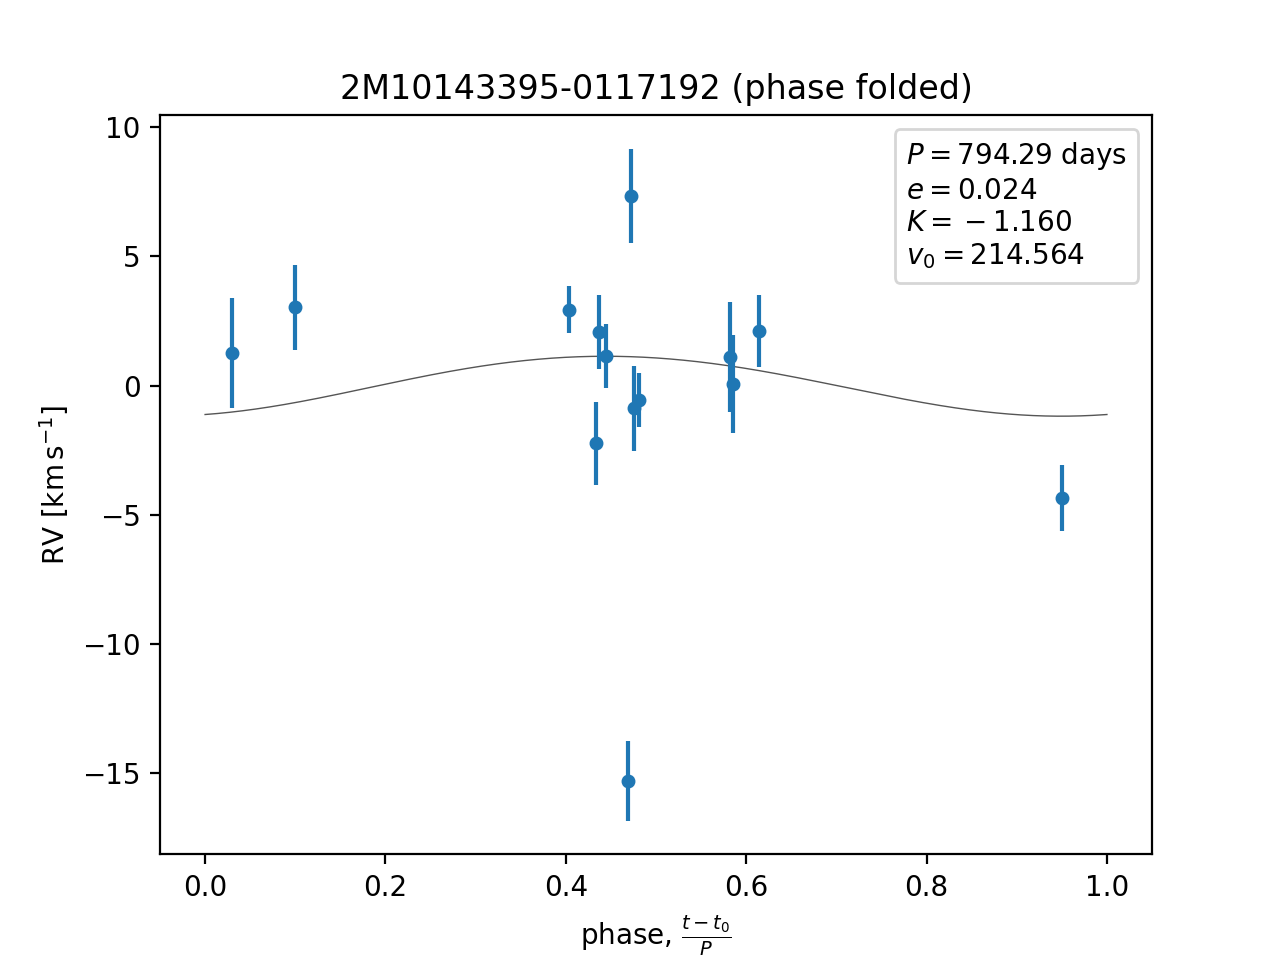 2M10143395-0117192 (phase folded)
P = 794.29 days
e = 0.024
K = −1.160
v₀ = 214.564
10
5
0
−5
−10
−15
RV [km s⁻¹]
0.0 0.2 0.4 0.6 0.8 1.0
phase, (t − t₀)/P